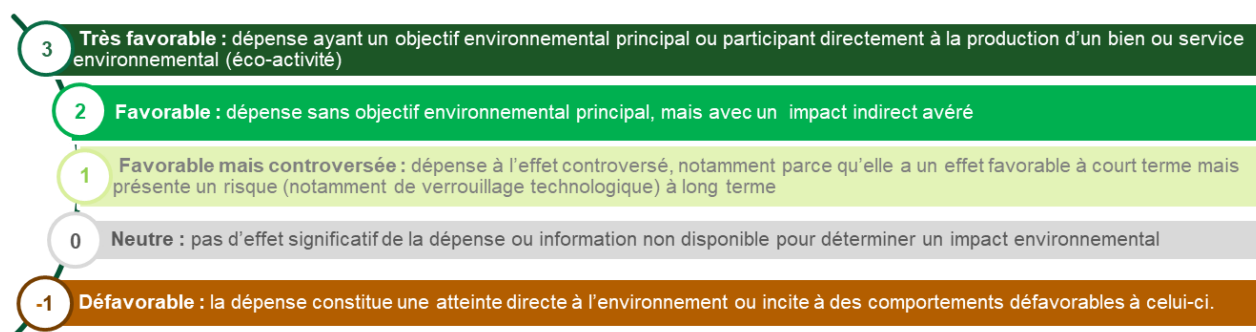 3
Très favorable : dépense ayant un objectif environnemental principal ou participant directement à la production d'un bien ou service
environnemental (éco-activité)
2
Favorable : dépense sans objectif environnemental principal, mais avec un impact indirect avéré
1
Favorable mais controversée : dépense à l'effet controversé, notamment parce qu'elle a un effet favorable à court terme mais
présente un risque (notamment de verrouillage technologique) à long terme
0
Neutre : pas d'effet significatif de la dépense ou information non disponible pour déterminer un impact environnemental
-1
Défavorable : la dépense constitue une atteinte directe à l'environnement ou incite à des comportements défavorables à celui-ci.